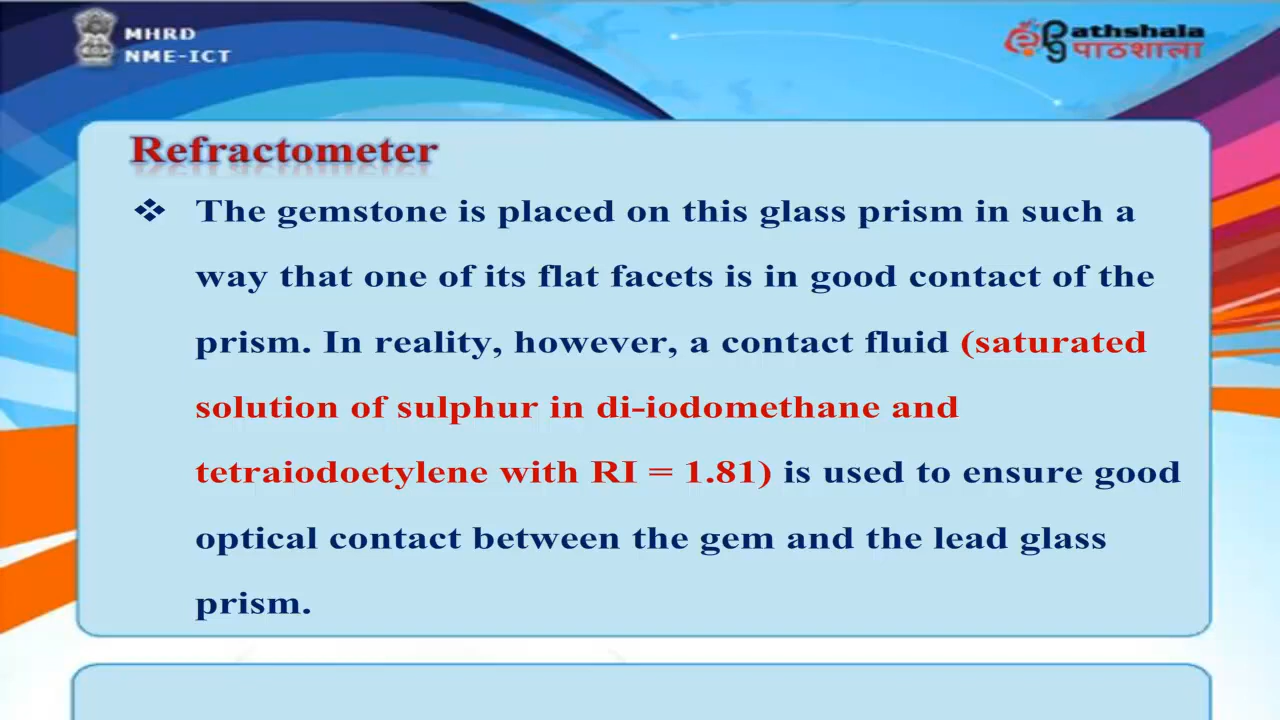 MHRD
NME-ICT
athshala
पाठशाला
Refractometer
❖ The gemstone is placed on this glass prism in such a
way that one of its flat facets is in good contact of the
prism. In reality, however, a contact fluid (saturated
solution of sulphur in di-iodomethane and
tetraiodoetylene with RI = 1.81) is used to ensure good
optical contact between the gem and the lead glass
prism.